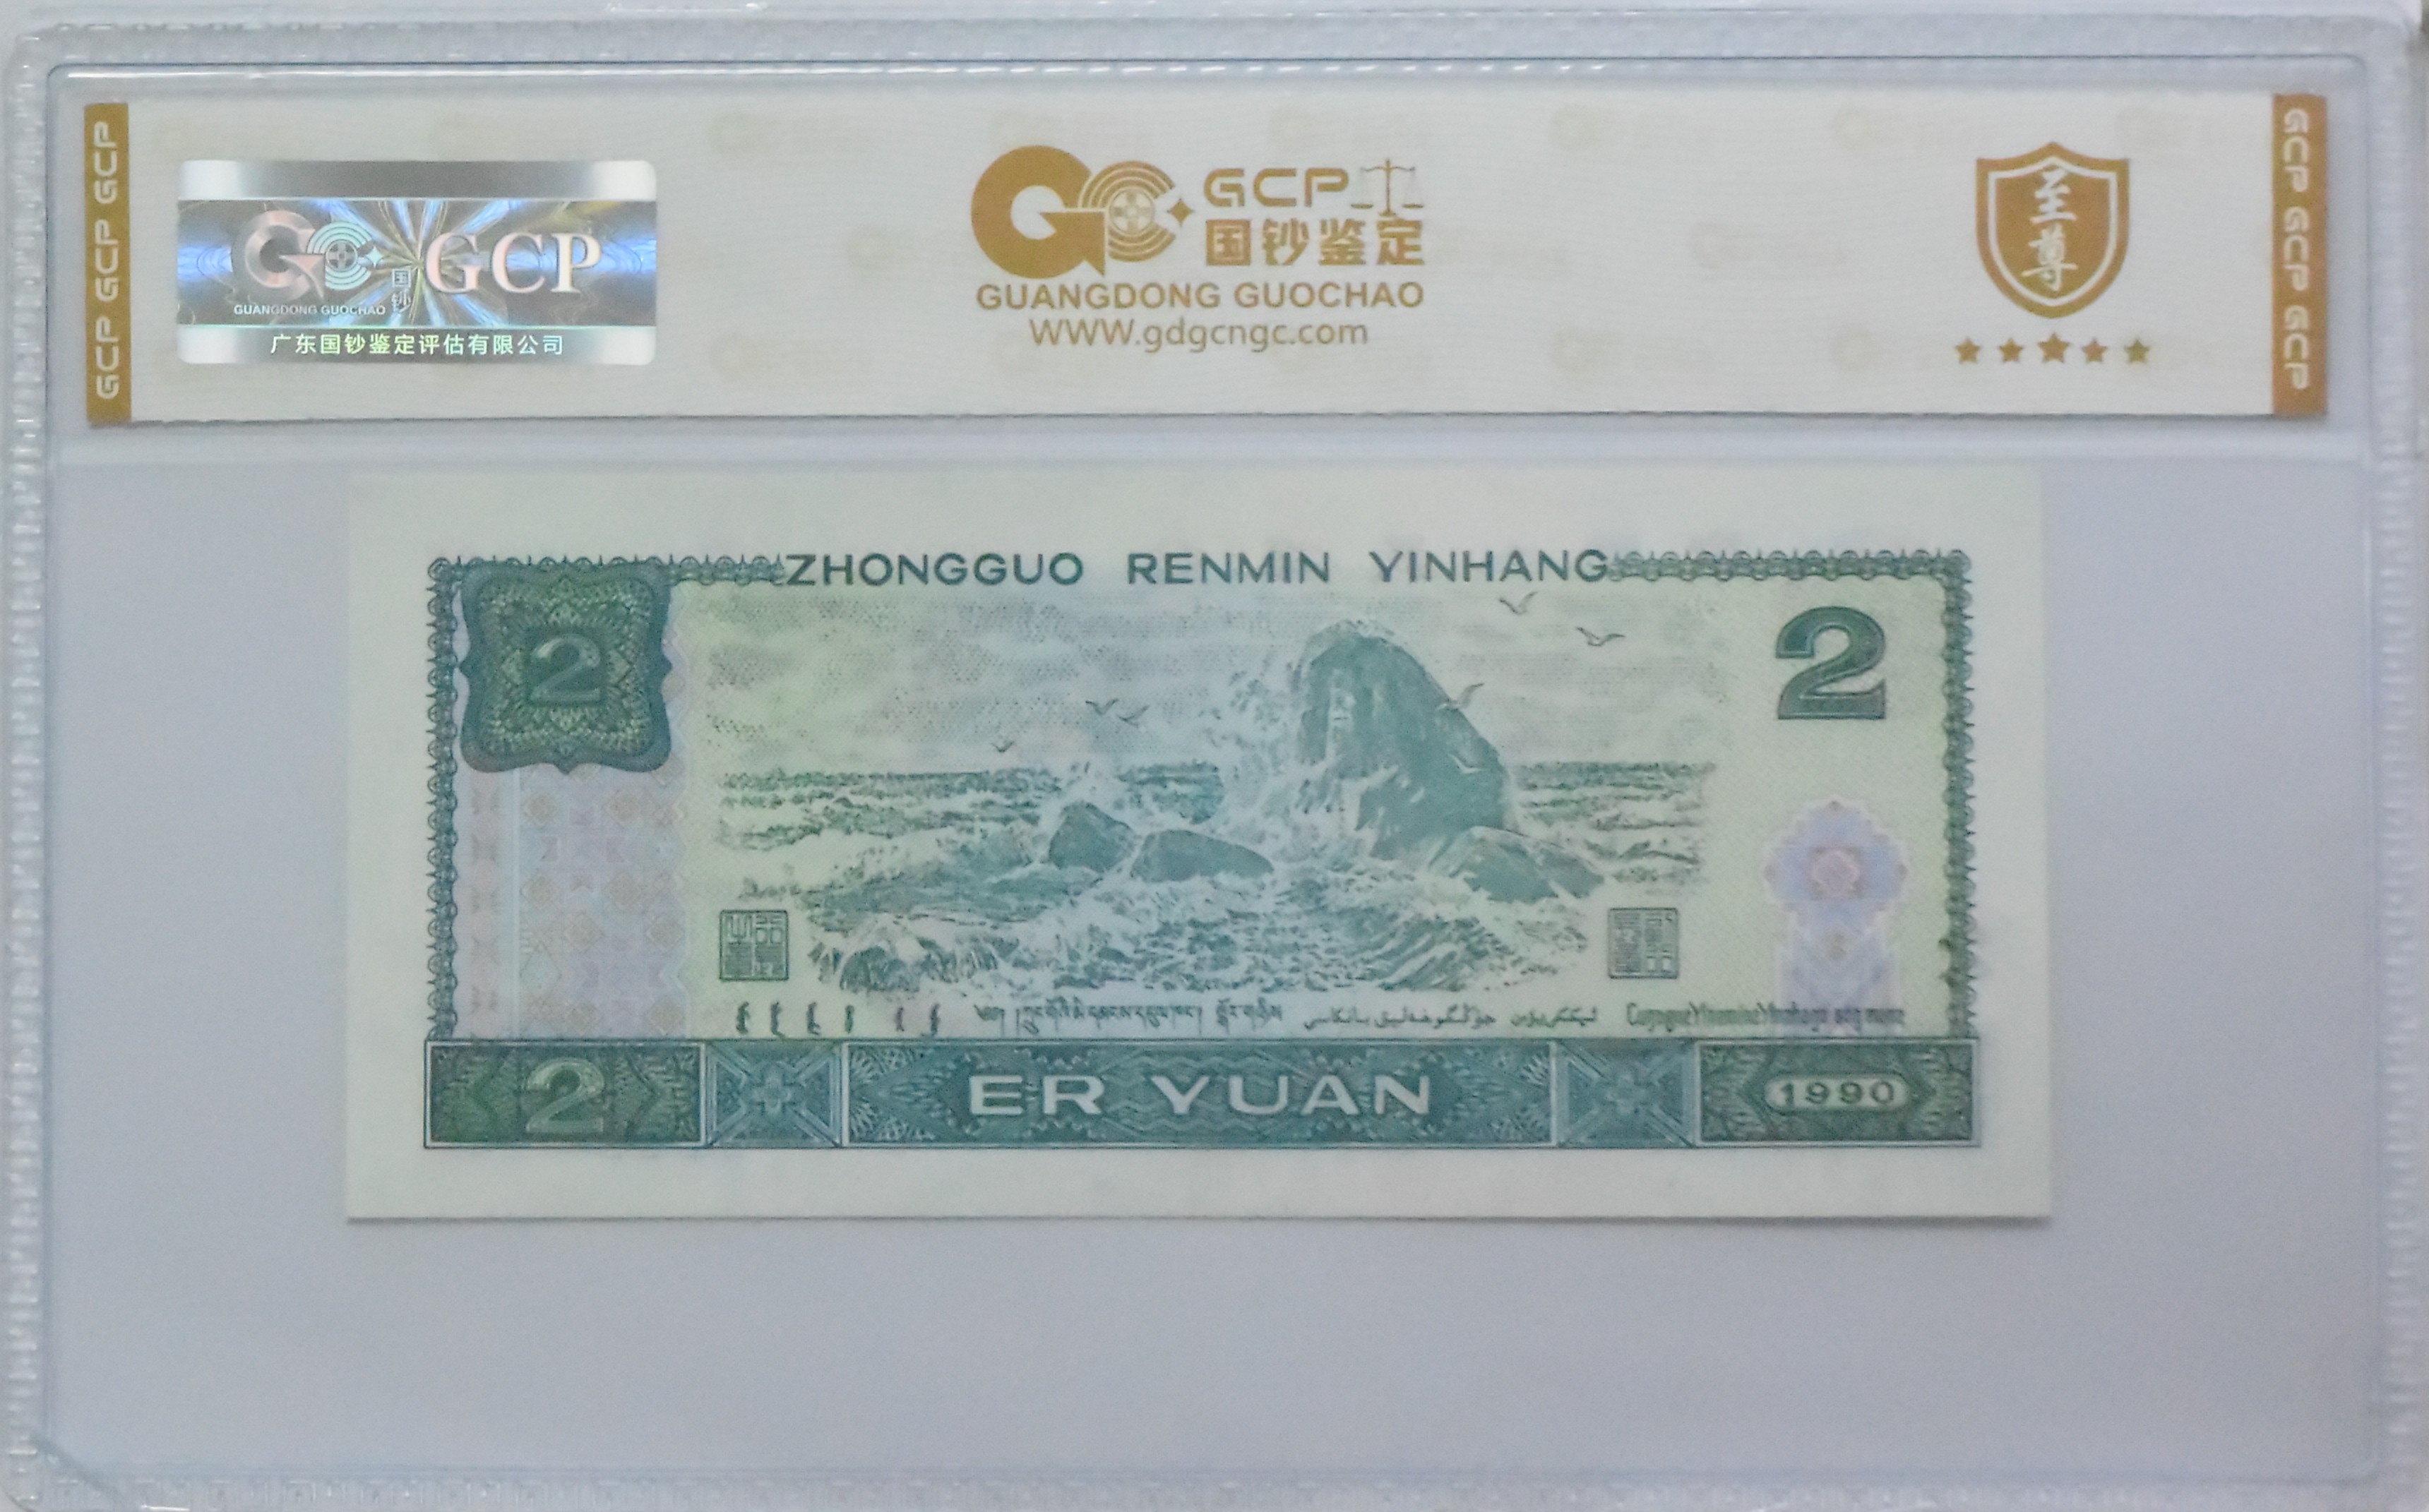 GCP GCP GCP
GCP
国钞
GUANGDONG GUOCHAO
广东国钞鉴定评估有限公司
GCP
国钞鉴定
GUANGDONG GUOCHAO
WWW.gdgcngc.com
至尊
GCP GCP GCP
ZHONGGUO RENMIN YINHANG
2
2
2
ER YUAN
1990